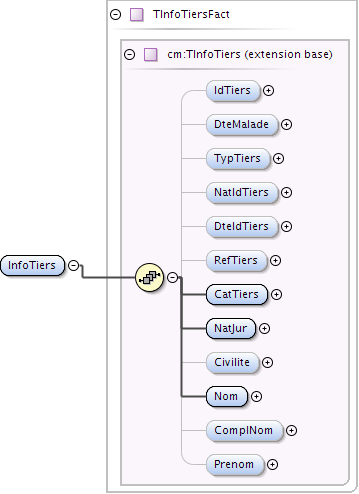 TInfoTiersFact
cm:TInfoTiers (extension base)
IdTiers
DteMalade
TypTiers
NatIdTiers
DteIdTiers
RefTiers
InfoTiers
CatTiers
NatJur
Civilite
Nom
ComplNom
Prenom